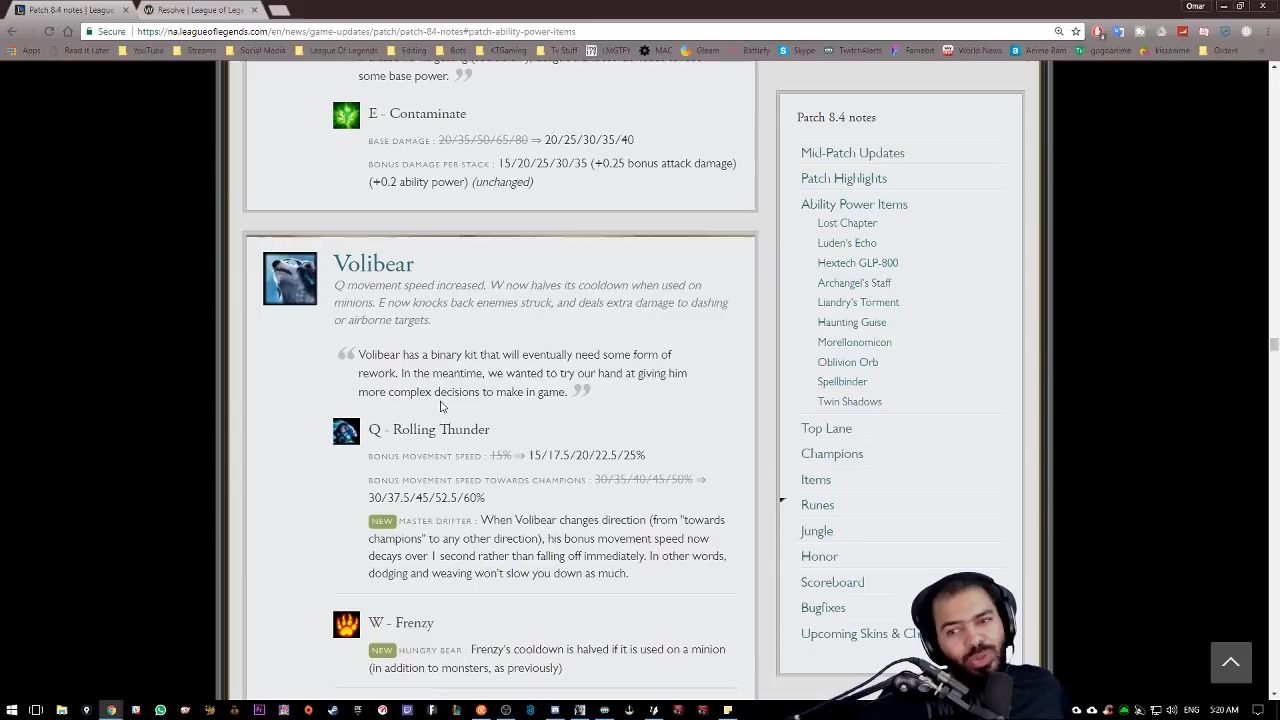 Patch 8.4 notes | League
Resolve | League of Lege
Omar
Secure
https://na.leagueoflegends.com/en/news/game-updates/patch/patch-84-notes#patch-ability-power-items
Apps
Read It Later
YouTube
Streams
Social Media
League Of Legends
Editing
Bots
KTGaming
Tv Stuff
LMGTFY
MAC
Gleam
Battlefy
Skype
TwitchAlerts
Famebit
World News
Anime Bam
gogoanime
kissanime
Orders
some base power.
E - Contaminate
BASE DAMAGE : 20/35/50/65/80 ⇒ 20/25/30/35/40
BONUS DAMAGE PER STACK : 15/20/25/30/35 (+0.25 bonus attack damage)
(+0.2 ability power) (unchanged)
Volibear
Q movement speed increased. W now halves its cooldown when used on
minions. E now knocks back enemies struck, and deals extra damage to dashing
or airborne targets.
Volibear has a binary kit that will eventually need some form of
rework. In the meantime, we wanted to try our hand at giving him
more complex decisions to make in game.
Q - Rolling Thunder
BONUS MOVEMENT SPEED : 15% ⇒ 15/17.5/20/22.5/25%
BONUS MOVEMENT SPEED TOWARDS CHAMPIONS : 30/35/40/45/50% ⇒
30/37.5/45/52.5/60%
NEW MASTER DRIFTER : When Volibear changes direction (from "towards
champions" to any other direction), his bonus movement speed now
decays over 1 second rather than falling off immediately. In other words,
dodging and weaving won't slow you down as much.
W - Frenzy
NEW HUNGRY BEAR : Frenzy's cooldown is halved if it is used on a minion
(in addition to monsters, as previously)
Patch 8.4 notes
Mid-Patch Updates
Patch Highlights
Ability Power Items
Lost Chapter
Luden's Echo
Hextech GLP-800
Archangel's Staff
Liandry's Torment
Haunting Guise
Morellonomicon
Oblivion Orb
Spellbinder
Twin Shadows
Top Lane
Champions
Items
Runes
Jungle
Honor
Scoreboard
Bugfixes
Upcoming Skins & Ch
ENG
5:20 AM